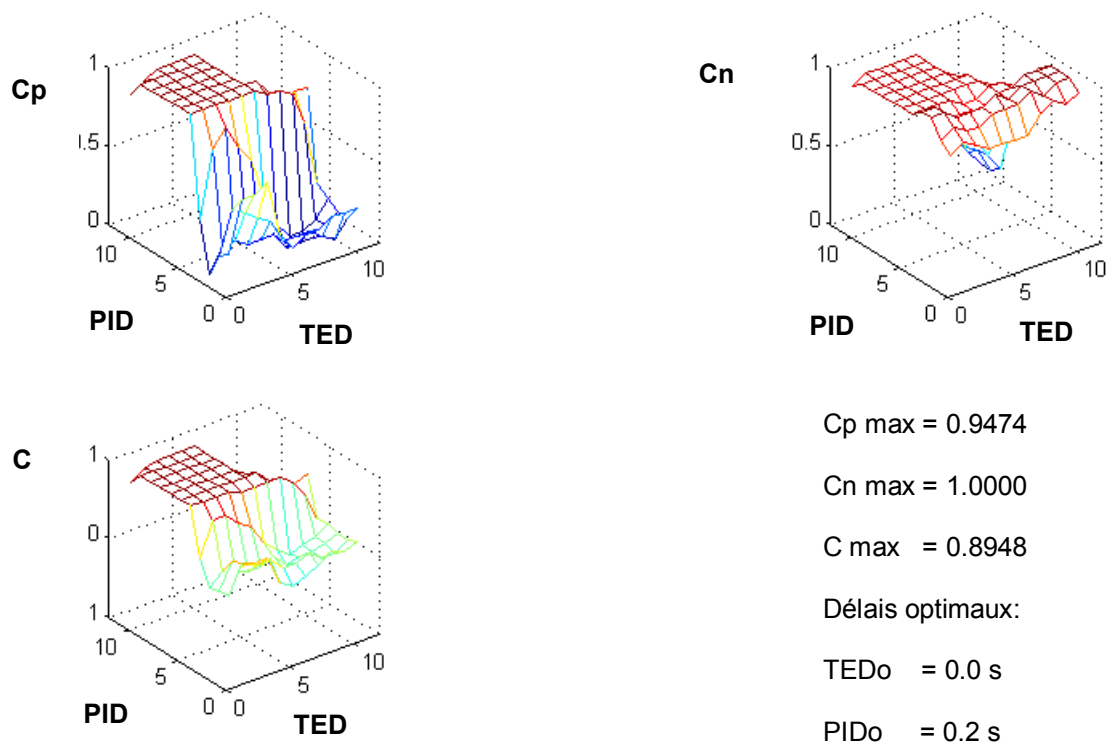 1
Cp
.5
0
10
5
0
0
5
10
PID
TED
1
Cn
0.5
0
10
5
0
0
5
10
PID
TED
1
C
0
1
10
5
0
0
5
10
PID
TED
Cp max = 0.9474
Cn max = 1.0000
C max = 0.8948
Délais optimaux:
TEDo = 0.0 s
PIDo = 0.2 s